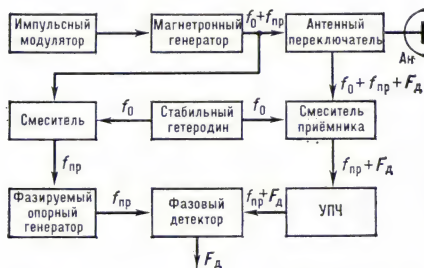 Импульсный
модулятор
Магнетронный
генератор
f₀+fпр
Антенный
переключатель
Ан
f₀+fпр+Fд
Смеситель
f₀
Стабильный
гетеродин
f₀
Смеситель
приёмника
fпр
fпр+Fд
Фазируемый
опорный
генератор
fпр
Фазовый
детектор
fпр+Fд
УПЧ
Fд